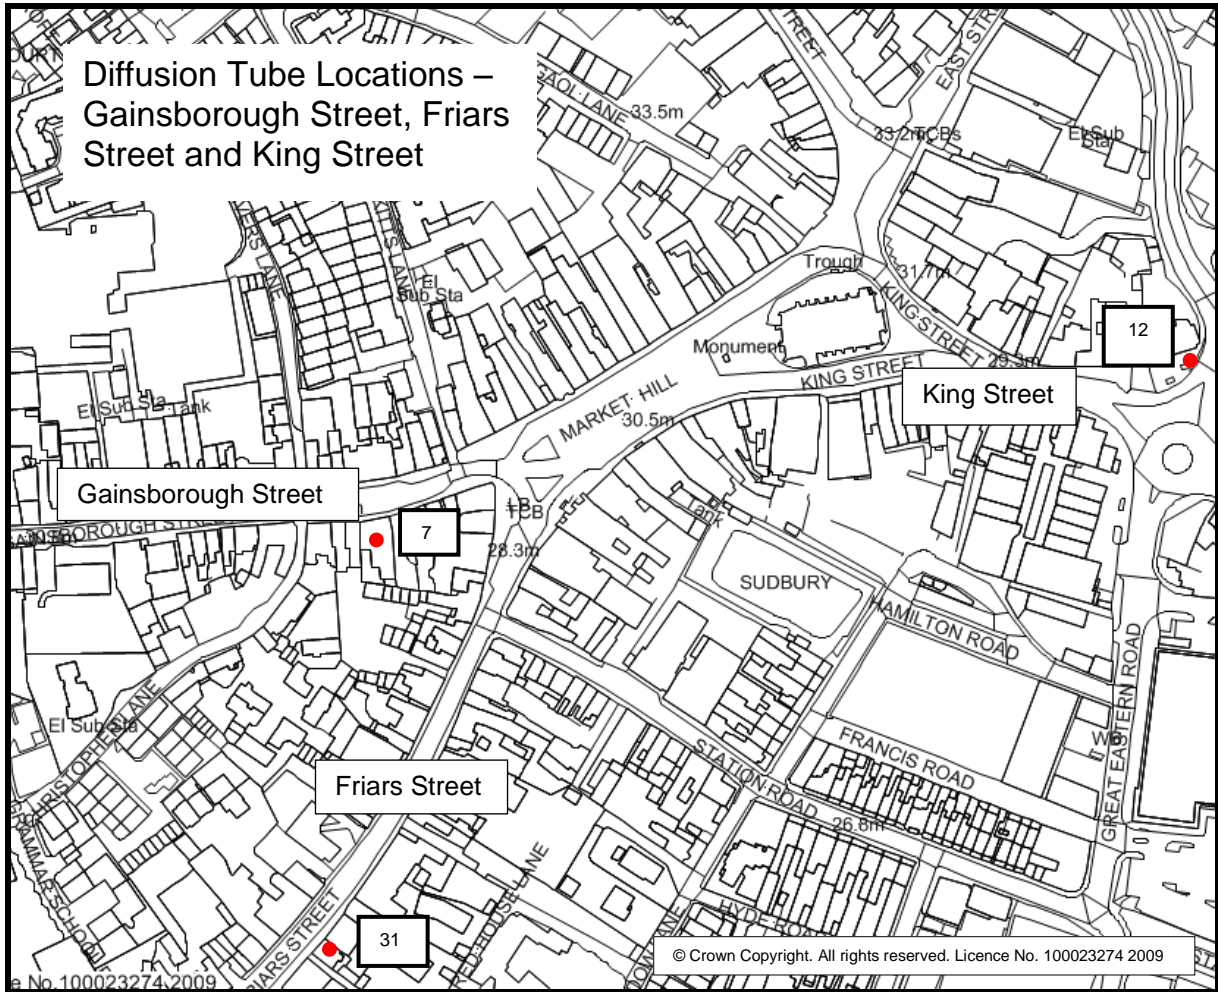 Diffusion Tube Locations –
Gainsborough Street, Friars
Street and King Street
STREET
EAST STR
GAOL LANE
33.5m
33.2m
TCBs
El Sub
Sta
El
Sub Sta
Trough
31.7m
KING STREET
12
Monument
29.3m
KING STREET
King Street
MARKET HILL
30.5m
El Sub Sta
Tank
Gainsborough Street
LB
TCB
7
28.3m
Tank
SUDBURY
HAMILTON ROAD
El Sub Sta
STATION ROAD
FRANCIS ROAD
GREAT EASTERN ROAD
Friars Street
26.8m
RED HOUSE LANE
HYDE ROAD
31
© Crown Copyright. All rights reserved. Licence No. 100023274 2009
e No. 100023274 2009